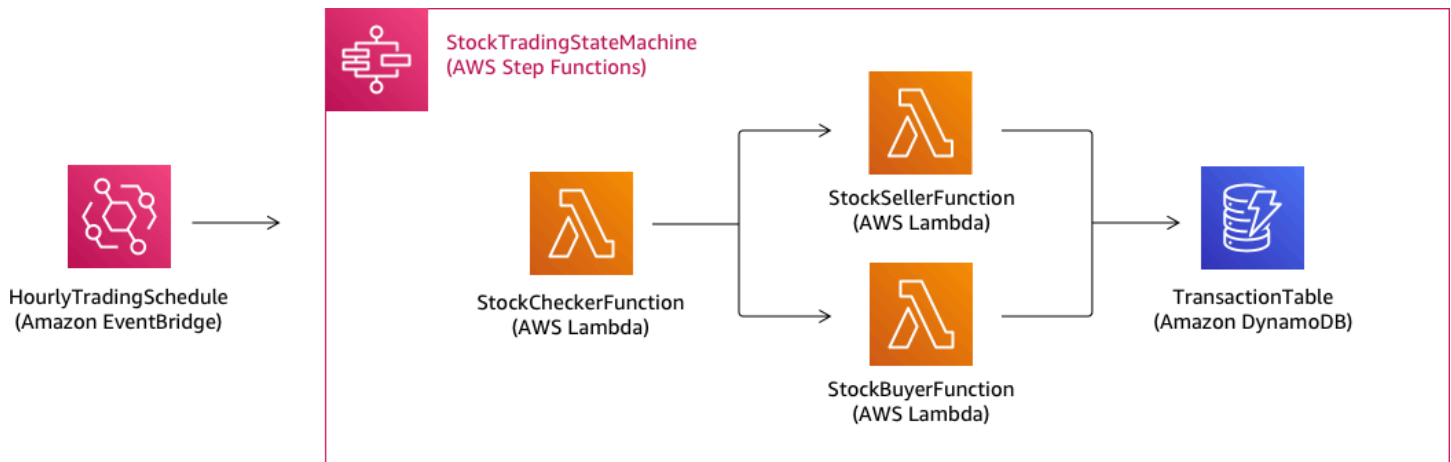 StockTradingStateMachine
(AWS Step Functions)
HourlyTradingSchedule
(Amazon EventBridge)
StockCheckerFunction
(AWS Lambda)
StockSellerFunction
(AWS Lambda)
StockBuyerFunction
(AWS Lambda)
TransactionTable
(Amazon DynamoDB)